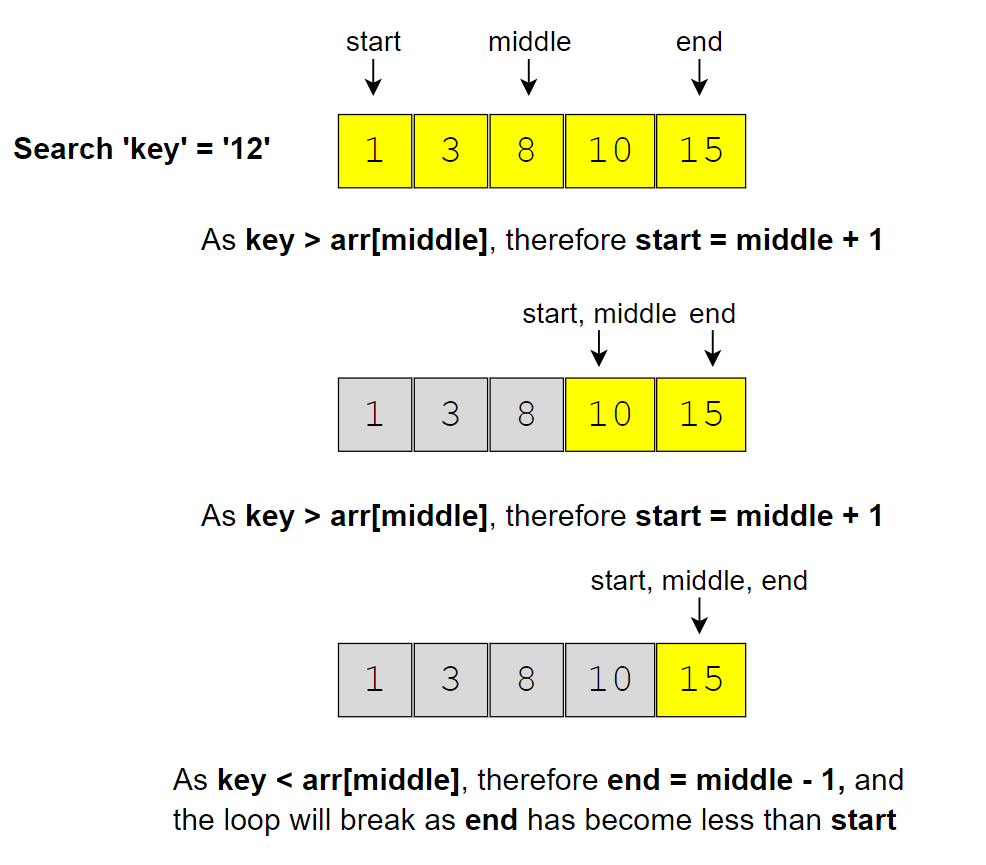 start middle end
Search 'key' = '12' 1 3 8 10 15
As key > arr[middle], therefore start = middle + 1
start, middle end
1 3 8 10 15
As key > arr[middle], therefore start = middle + 1
start, middle, end
1 3 8 10 15
As key < arr[middle], therefore end = middle - 1, and
the loop will break as end has become less than start